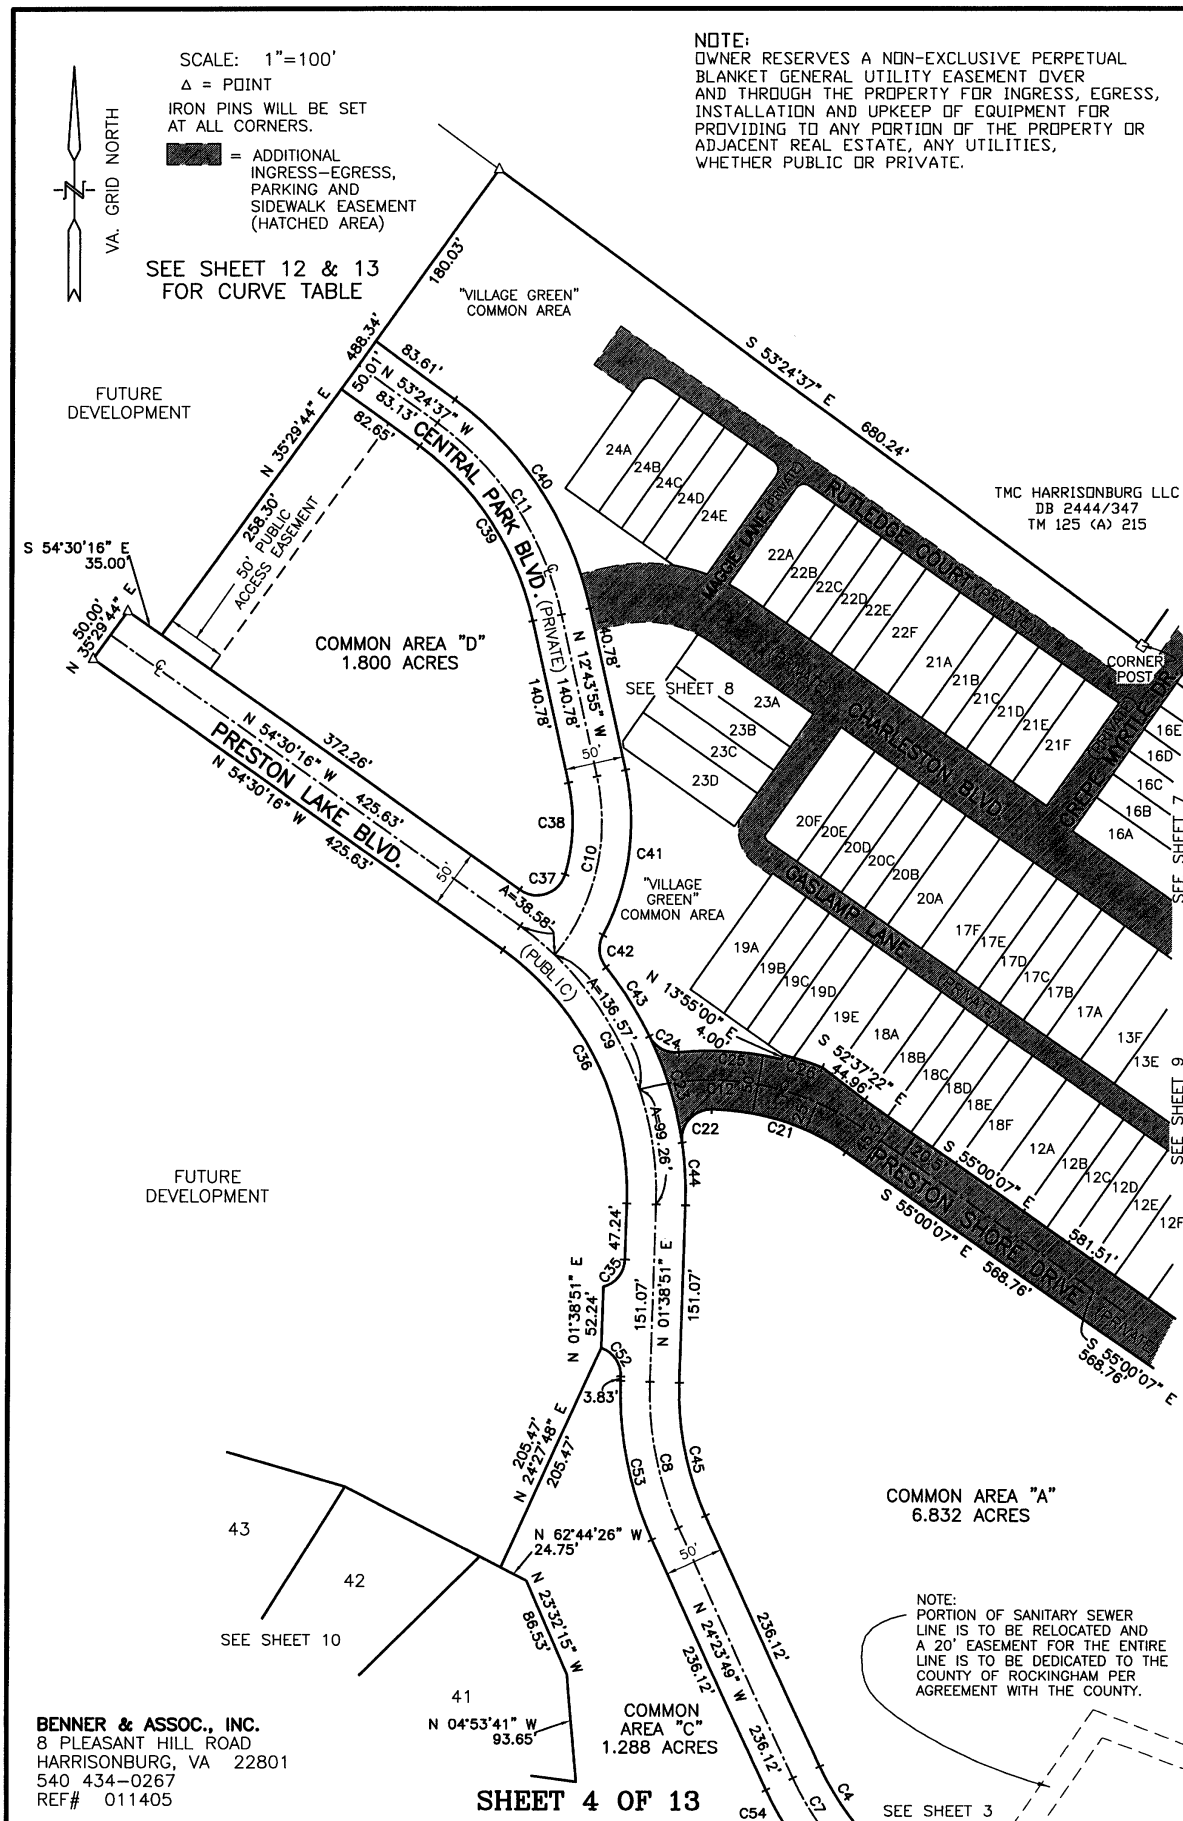 SCALE: 1"=100'
Δ = POINT
IRON PINS WILL BE SET
AT ALL CORNERS.
= ADDITIONAL
INGRESS-EGRESS,
PARKING AND
SIDEWALK EASEMENT
(HATCHED AREA)
VA. GRID NORTH
N
SEE SHEET 12 & 13
FOR CURVE TABLE
NOTE:
OWNER RESERVES A NON-EXCLUSIVE PERPETUAL
BLANKET GENERAL UTILITY EASEMENT OVER
AND THROUGH THE PROPERTY FOR INGRESS, EGRESS,
INSTALLATION AND UPKEEP OF EQUIPMENT FOR
PROVIDING TO ANY PORTION OF THE PROPERTY OR
ADJACENT REAL ESTATE, ANY UTILITIES,
WHETHER PUBLIC OR PRIVATE.
180.03'
"VILLAGE GREEN"
COMMON AREA
S 53°24'37" E
680.24'
488.34'
83.61'
50.01'
N 53°24'37" W
83.13'
82.65'
CENTRAL PARK BLVD.
(PRIVATE)
C40
C11
C39
FUTURE
DEVELOPMENT
N 35°29'44" E
258.30'
50' PUBLIC
ACCESS EASEMENT
S 54°30'16" E
35.00'
50.00'
N 35°29'44" E
24A
24B
24C
24D
24E
MAGGIE LANE (PRIVATE)
RUTLEDGE COURT (PRIVATE)
TMC HARRISONBURG LLC
DB 2444/347
TM 125 (A) 215
22A
22B
22C
22D
22E
22F
21A
21B
21C
21D
21E
21F
CORNER
POST
CREPE MYRTLE DR.
(PRIVATE)
16E
16D
16C
16B
16A
SEE SHEET 7
COMMON AREA "D"
1.800 ACRES
140.78'
140.78'
40.78'
N 12°43'55" W
50'
SEE SHEET 8
23A
23B
23C
23D
CHARLESTON BLVD.
N 54°30'16" W
372.26'
PRESTON LAKE BLVD.
425.63'
N 54°30'16" W
425.63'
50'
(PUBLIC)
C38
C10
C41
C37
A=38.58'
"VILLAGE
GREEN"
COMMON AREA
C42
C43
A=136.57'
C9
C36
20F
20E
20D
20C
20B
20A
GASLAMP LANE
(PRIVATE)
17F
17E
17D
17C
17B
17A
13F
13E
19A
19B
19C
19D
19E
18A
18B
18C
18D
18E
18F
12A
12B
12C
12D
12E
12F
SEE SHEET 9
N 13°55'00" E
4.00'
S 52°37'22" E
44.96'
C24
C25
C26
C22
C21
A=99.26'
C44
S 55°00'07" E
581.51'
PRESTON SHORE DRIVE
(PRIVATE)
S 55°00'07" E
568.76'
S 55°00'07" E
568.76'
FUTURE
DEVELOPMENT
47.24'
C35
N 01°38'51" E
52.24'
151.07'
N 01°38'51" E
151.07'
C52
3.83'
205.47'
N 24°27'48" E
205.47'
C53
C8
C45
COMMON AREA "A"
6.832 ACRES
43
42
41
SEE SHEET 10
N 62°44'26" W
24.75'
N 23°32'15" W
86.53'
N 04°53'41" W
93.65'
50'
N 24°23'49" W
236.12'
236.12'
236.12'
COMMON
AREA "C"
1.288 ACRES
C54
C7
C4
NOTE:
PORTION OF SANITARY SEWER
LINE IS TO BE RELOCATED AND
A 20' EASEMENT FOR THE ENTIRE
LINE IS TO BE DEDICATED TO THE
COUNTY OF ROCKINGHAM PER
AGREEMENT WITH THE COUNTY.
SEE SHEET 3
BENNER & ASSOC., INC.
8 PLEASANT HILL ROAD
HARRISONBURG, VA 22801
540 434-0267
REF# 011405
SHEET 4 OF 13